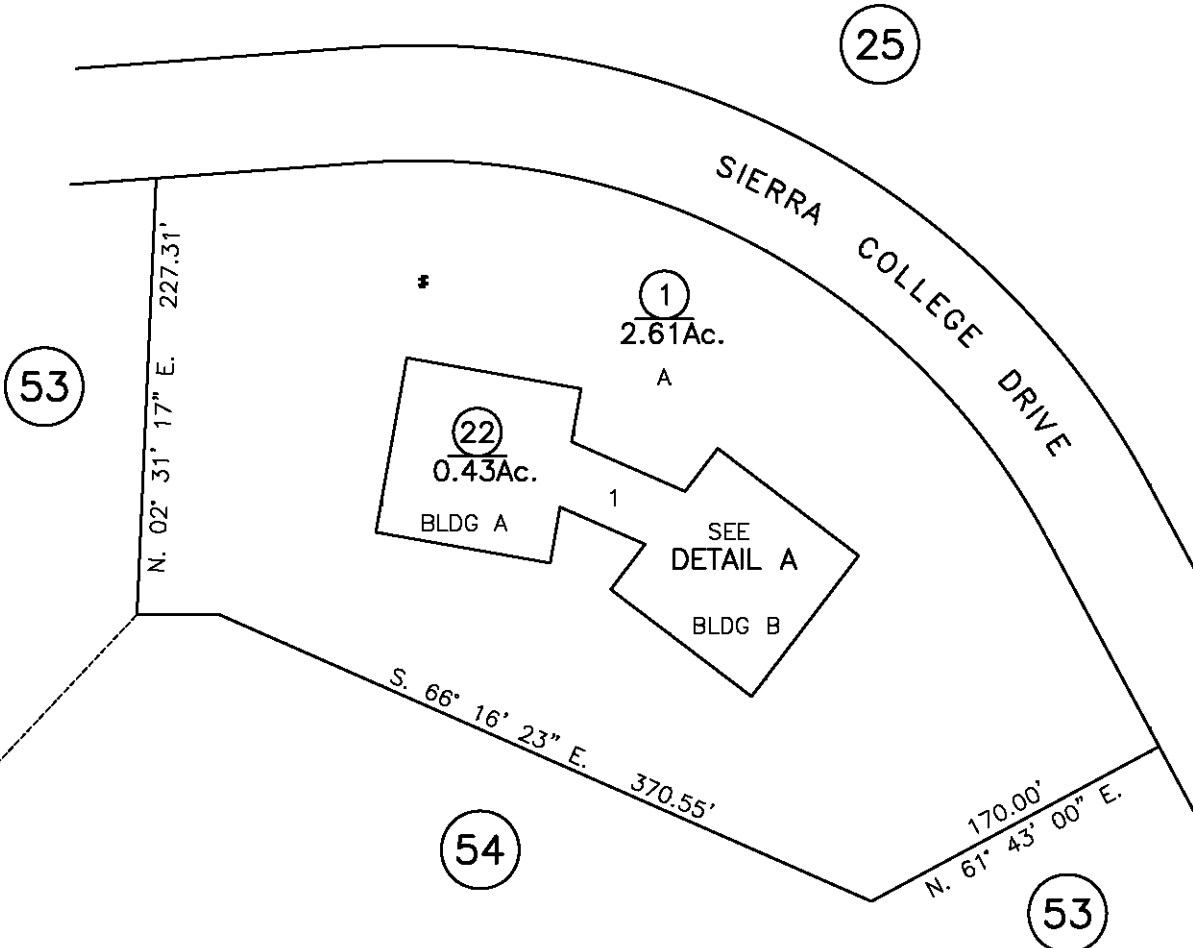 25
SIERRA COLLEGE DRIVE
227.31'
N. 02° 31' 17" E.
1
2.61Ac.
A
53
22
0.43Ac.
1
BLDG A
SEE
DETAIL A
BLDG B
S. 66° 16' 23" E. 370.55'
170.00'
N. 61° 43' 00" E.
54
53